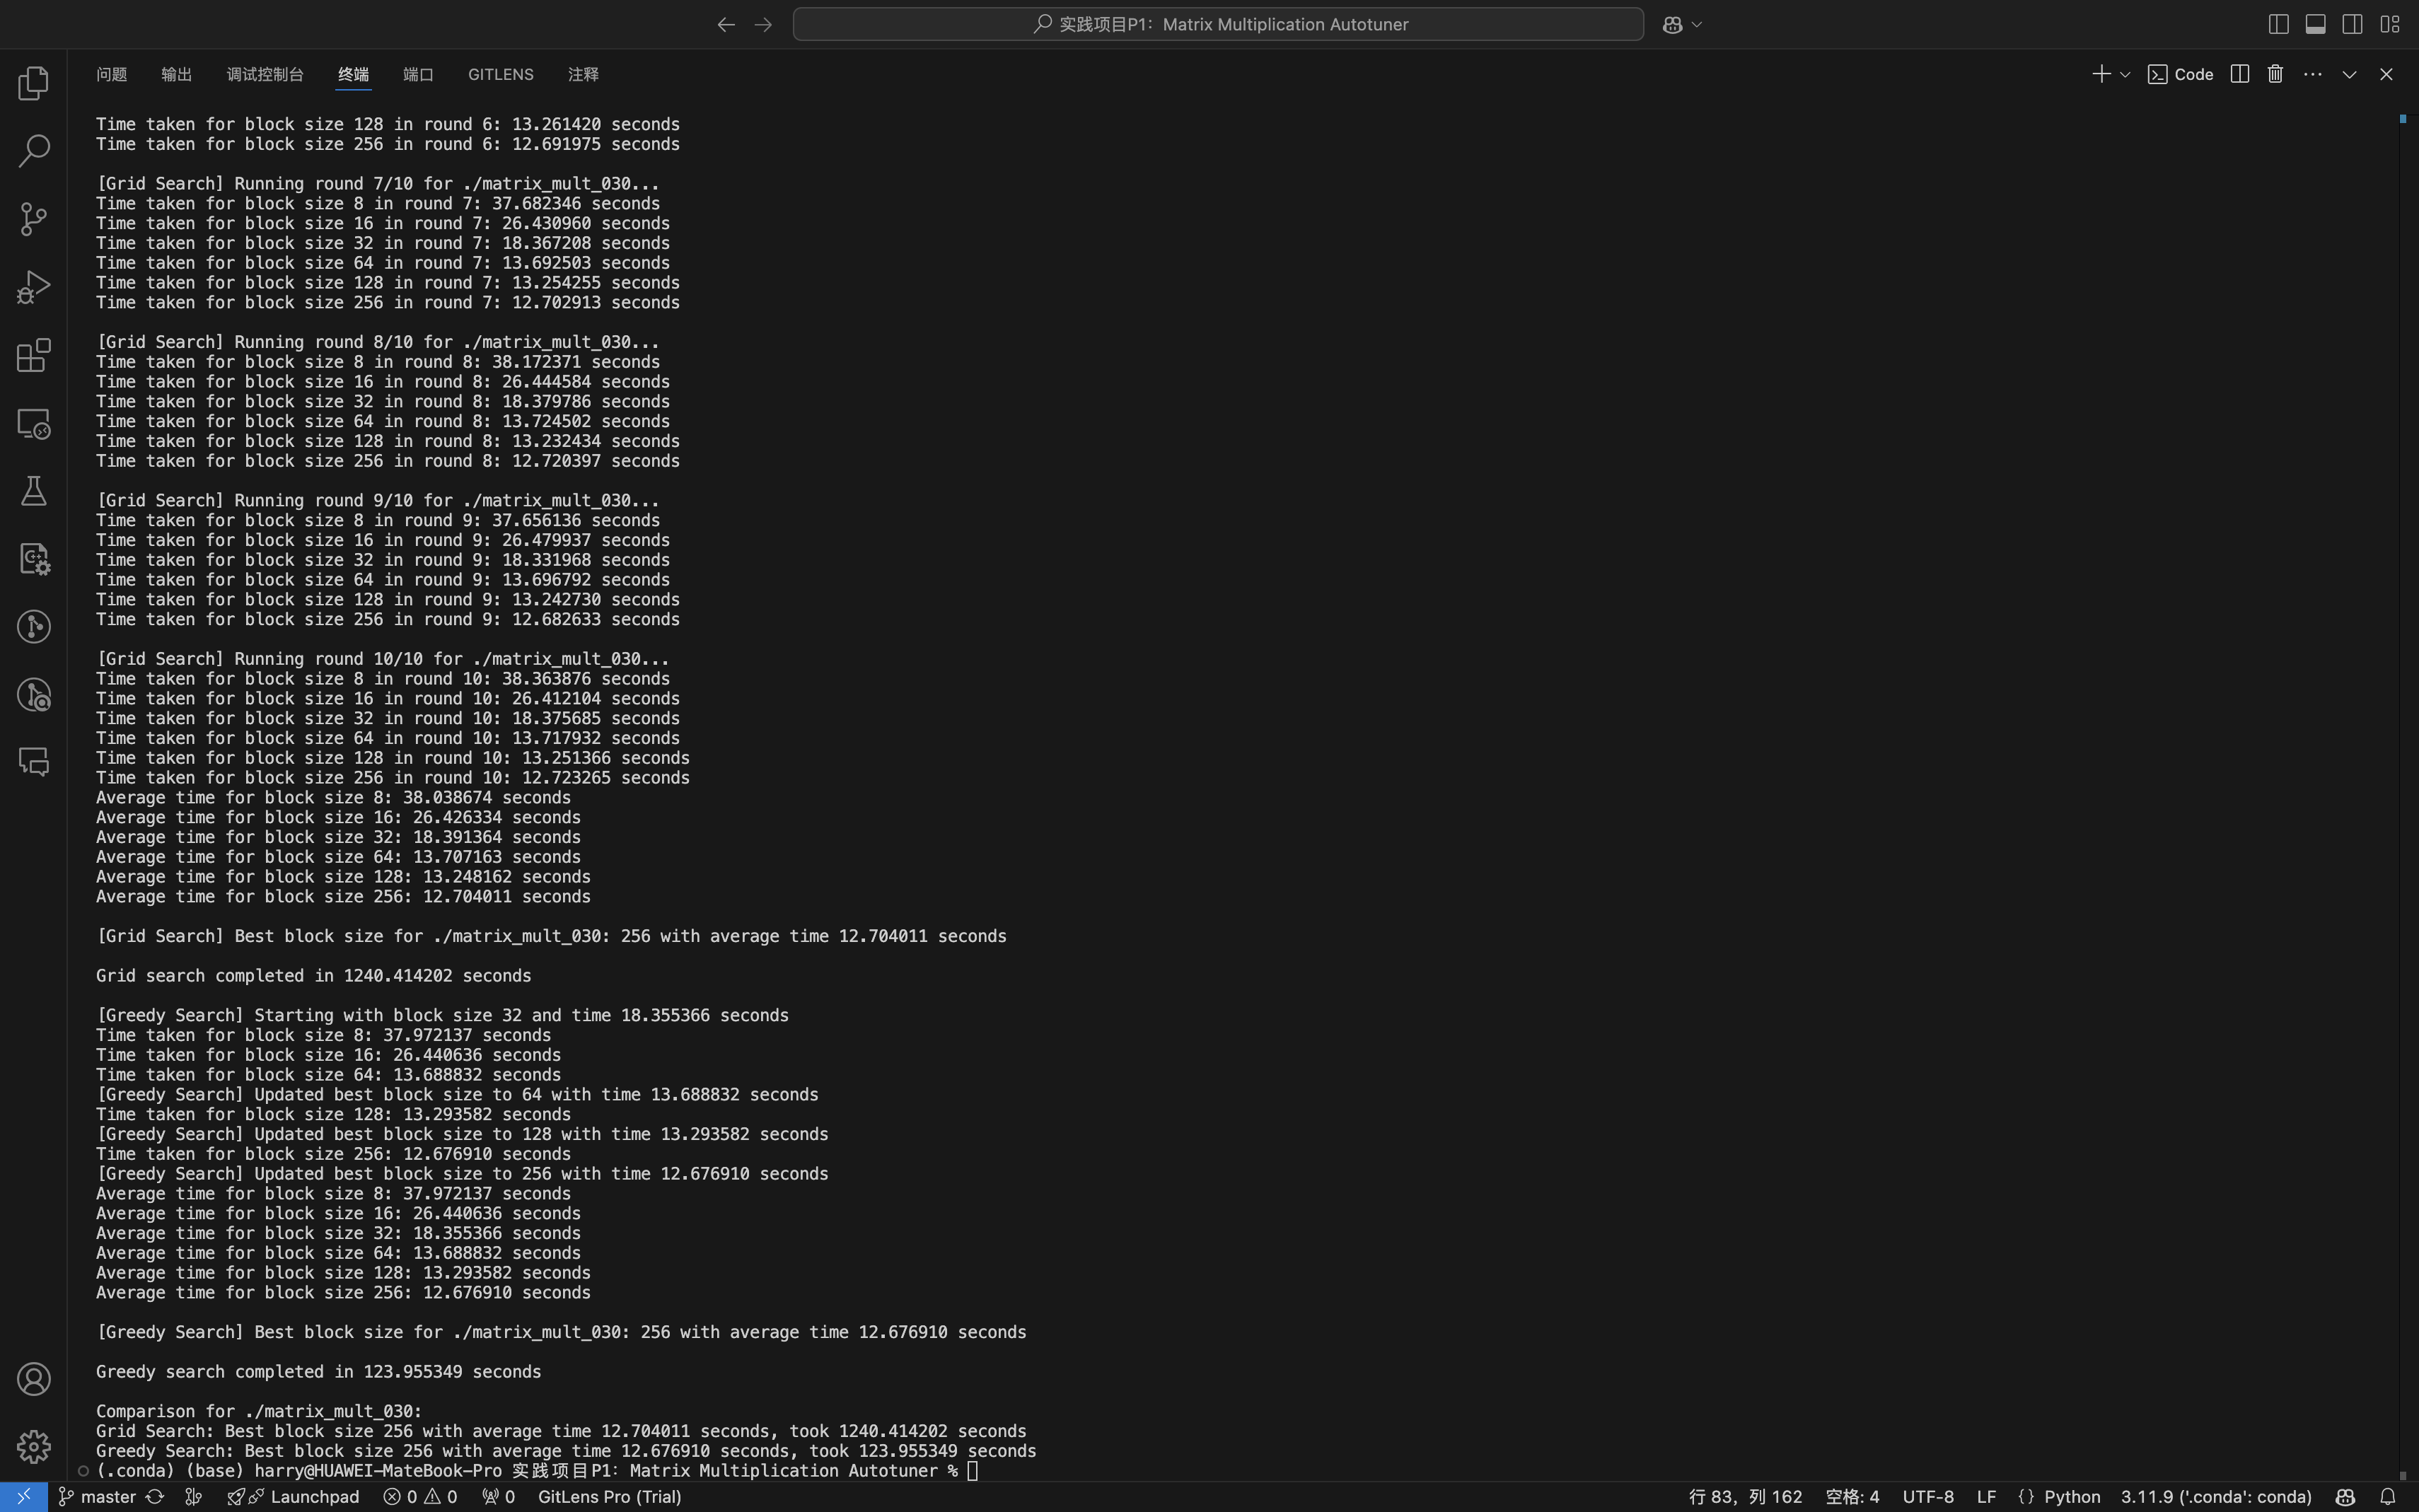 实践项目P1：Matrix Multiplication Autotuner
问题 输出 调试控制台 终端 端口 GITLENS 注释
Code
Time taken for block size 128 in round 6: 13.261420 seconds
Time taken for block size 256 in round 6: 12.691975 seconds
[Grid Search] Running round 7/10 for ./matrix_mult_030...
Time taken for block size 8 in round 7: 37.682346 seconds
Time taken for block size 16 in round 7: 26.430960 seconds
Time taken for block size 32 in round 7: 18.367208 seconds
Time taken for block size 64 in round 7: 13.692503 seconds
Time taken for block size 128 in round 7: 13.254255 seconds
Time taken for block size 256 in round 7: 12.702913 seconds
[Grid Search] Running round 8/10 for ./matrix_mult_030...
Time taken for block size 8 in round 8: 38.172371 seconds
Time taken for block size 16 in round 8: 26.444584 seconds
Time taken for block size 32 in round 8: 18.379786 seconds
Time taken for block size 64 in round 8: 13.724502 seconds
Time taken for block size 128 in round 8: 13.232434 seconds
Time taken for block size 256 in round 8: 12.720397 seconds
[Grid Search] Running round 9/10 for ./matrix_mult_030...
Time taken for block size 8 in round 9: 37.656136 seconds
Time taken for block size 16 in round 9: 26.479937 seconds
Time taken for block size 32 in round 9: 18.331968 seconds
Time taken for block size 64 in round 9: 13.696792 seconds
Time taken for block size 128 in round 9: 13.242730 seconds
Time taken for block size 256 in round 9: 12.682633 seconds
[Grid Search] Running round 10/10 for ./matrix_mult_030...
Time taken for block size 8 in round 10: 38.363876 seconds
Time taken for block size 16 in round 10: 26.412104 seconds
Time taken for block size 32 in round 10: 18.375685 seconds
Time taken for block size 64 in round 10: 13.717932 seconds
Time taken for block size 128 in round 10: 13.251366 seconds
Time taken for block size 256 in round 10: 12.723265 seconds
Average time for block size 8: 38.038674 seconds
Average time for block size 16: 26.426334 seconds
Average time for block size 32: 18.391364 seconds
Average time for block size 64: 13.707163 seconds
Average time for block size 128: 13.248162 seconds
Average time for block size 256: 12.704011 seconds
[Grid Search] Best block size for ./matrix_mult_030: 256 with average time 12.704011 seconds
Grid search completed in 1240.414202 seconds
[Greedy Search] Starting with block size 32 and time 18.355366 seconds
Time taken for block size 8: 37.972137 seconds
Time taken for block size 16: 26.440636 seconds
Time taken for block size 64: 13.688832 seconds
[Greedy Search] Updated best block size to 64 with time 13.688832 seconds
Time taken for block size 128: 13.293582 seconds
[Greedy Search] Updated best block size to 128 with time 13.293582 seconds
Time taken for block size 256: 12.676910 seconds
[Greedy Search] Updated best block size to 256 with time 12.676910 seconds
Average time for block size 8: 37.972137 seconds
Average time for block size 16: 26.440636 seconds
Average time for block size 32: 18.355366 seconds
Average time for block size 64: 13.688832 seconds
Average time for block size 128: 13.293582 seconds
Average time for block size 256: 12.676910 seconds
[Greedy Search] Best block size for ./matrix_mult_030: 256 with average time 12.676910 seconds
Greedy search completed in 123.955349 seconds
Comparison for ./matrix_mult_030:
Grid Search: Best block size 256 with average time 12.704011 seconds, took 1240.414202 seconds
Greedy Search: Best block size 256 with average time 12.676910 seconds, took 123.955349 seconds
(.conda) (base) harry@HUAWEI-MateBook-Pro 实践项目P1：Matrix Multiplication Autotuner %
master Launchpad 0 0 0 GitLens Pro (Trial) 行 83，列 162 空格: 4 UTF-8 LF {} Python 3.11.9 ('.conda': conda)